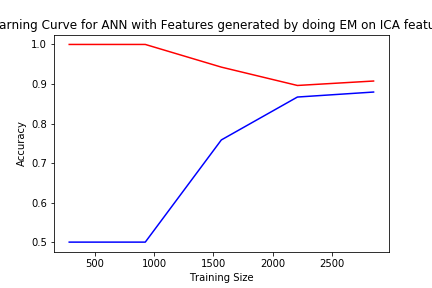 arning Curve for ANN with Features generated by doing EM on ICA featu
1.0
0.9
0.8
0.7
0.6
0.5
Accuracy
500 1000 1500 2000 2500
Training Size